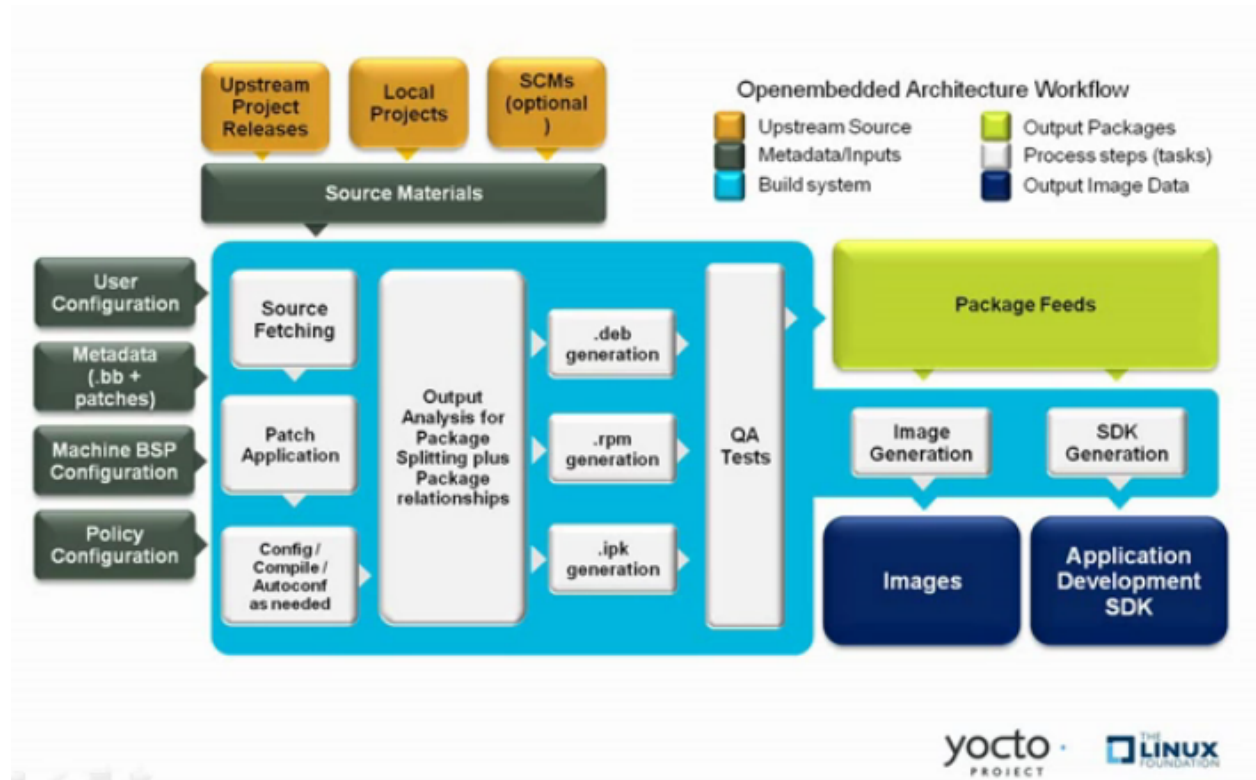 Upstream
Project
Releases
Local
Projects
SCMs
(optional
)
Source Materials
Openembedded Architecture Workflow
Upstream Source
Metadata/Inputs
Build system
Output Packages
Process steps (tasks)
Output Image Data
User
Configuration
Metadata
(.bb +
patches)
Machine BSP
Configuration
Policy
Configuration
Source
Fetching
Patch
Application
Config /
Compile /
Autoconf
as needed
Output
Analysis for
Package
Splitting plus
Package
relationships
.deb
generation
.rpm
generation
.ipk
generation
QA
Tests
Package Feeds
Image
Generation
SDK
Generation
Images
Application
Development
SDK
yocto
PROJECT
THE
LINUX
FOUNDATION